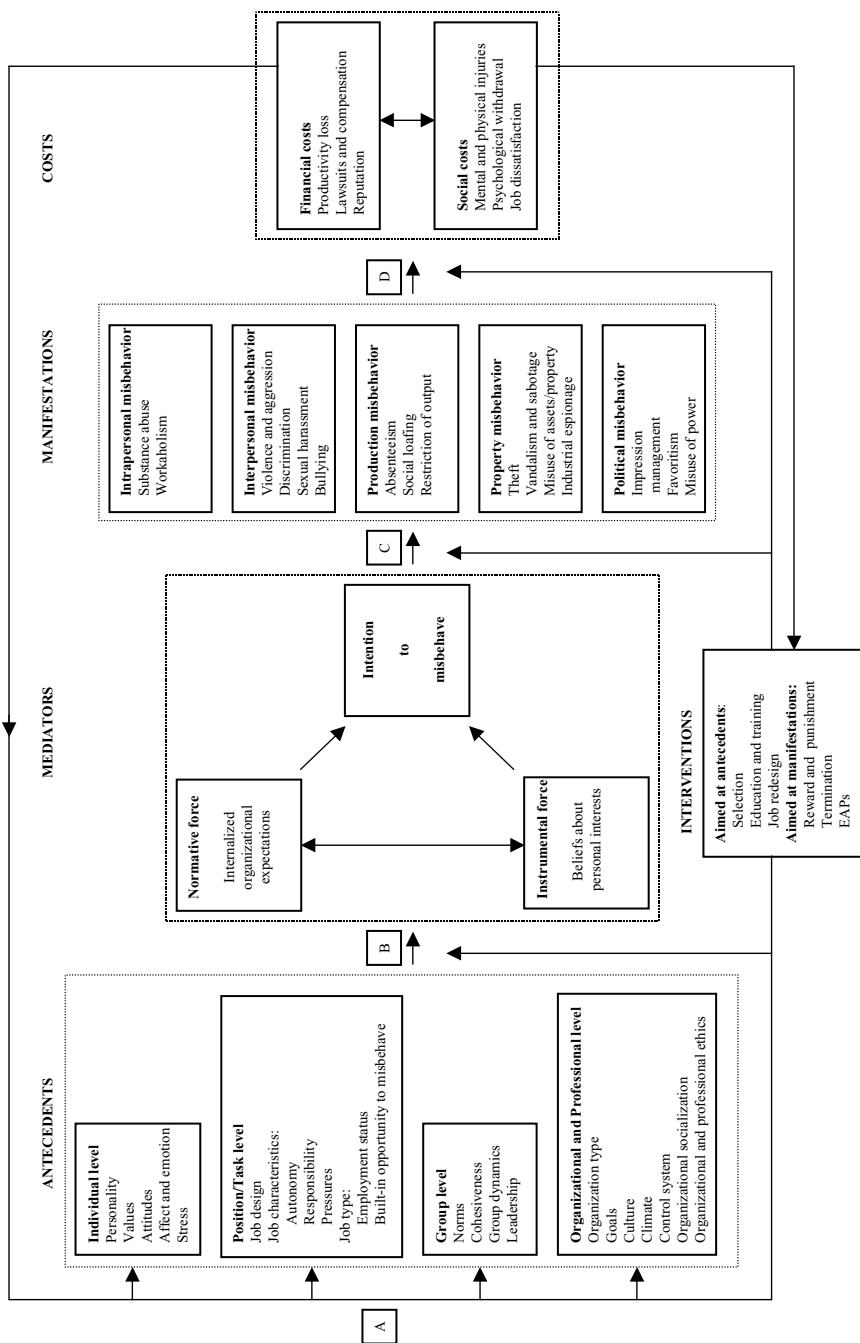 ANTECEDENTS
Individual level
Personality
Values
Attitudes
Affect and emotion
Stress
Position/Task level
Job design
Job characteristics:
Autonomy
Responsibility
Pressures
Job type:
Employment status
Built-in opportunity to misbehave
Group level
Norms
Cohesiveness
Group dynamics
Leadership
Organizational and Professional level
Organization type
Goals
Culture
Climate
Control system
Organizational socialization
Organizational and professional ethics
A
B
MEDIATORS
Normative force
Internalized
organizational
expectations
Instrumental force
Beliefs about
personal interests
Intention
to
misbehave
C
MANIFESTATIONS
Intrapersonal misbehavior
Substance abuse
Workaholism
Interpersonal misbehavior
Violence and aggression
Discrimination
Sexual harassment
Bullying
Production misbehavior
Absenteeism
Social loafing
Restriction of output
Property misbehavior
Theft
Vandalism and sabotage
Misuse of assets/property
Industrial espionage
Political misbehavior
Impression
management
Favoritism
Misuse of power
D
COSTS
Financial costs
Productivity loss
Lawsuits and compensation
Reputation
Social costs
Mental and physical injuries
Psychological withdrawal
Job dissatisfaction
INTERVENTIONS
Aimed at antecedents:
Selection
Education and training
Job redesign
Aimed at manifestations:
Reward and punishment
Termination
EAPs